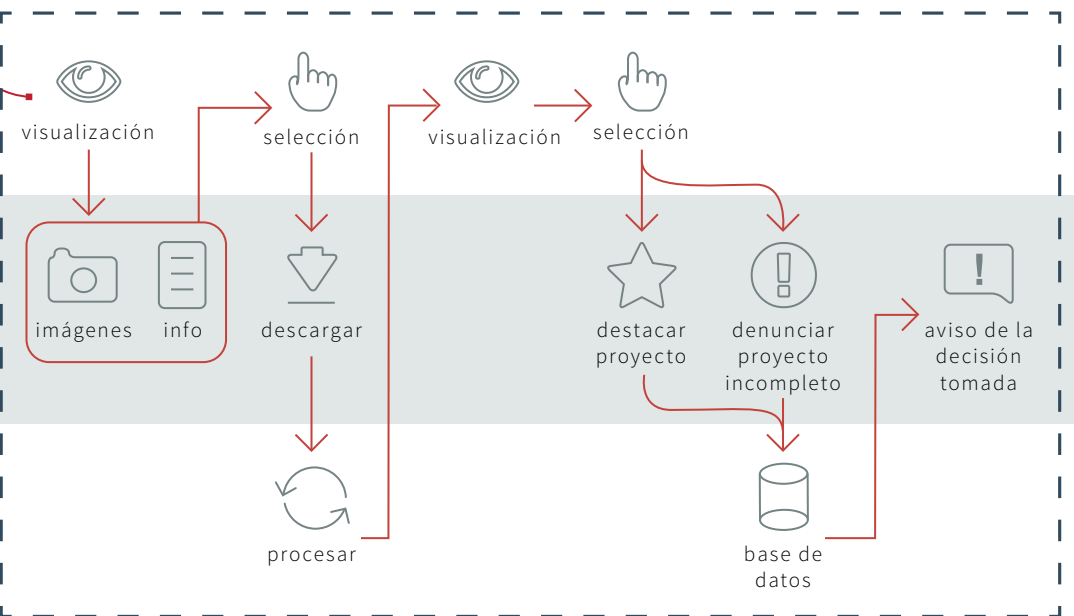 visualización
selección
visualización
selección
imágenes
info
descargar
destacar
proyecto
denunciar
proyecto
incompleto
aviso de la
decisión
tomada
procesar
base de
datos